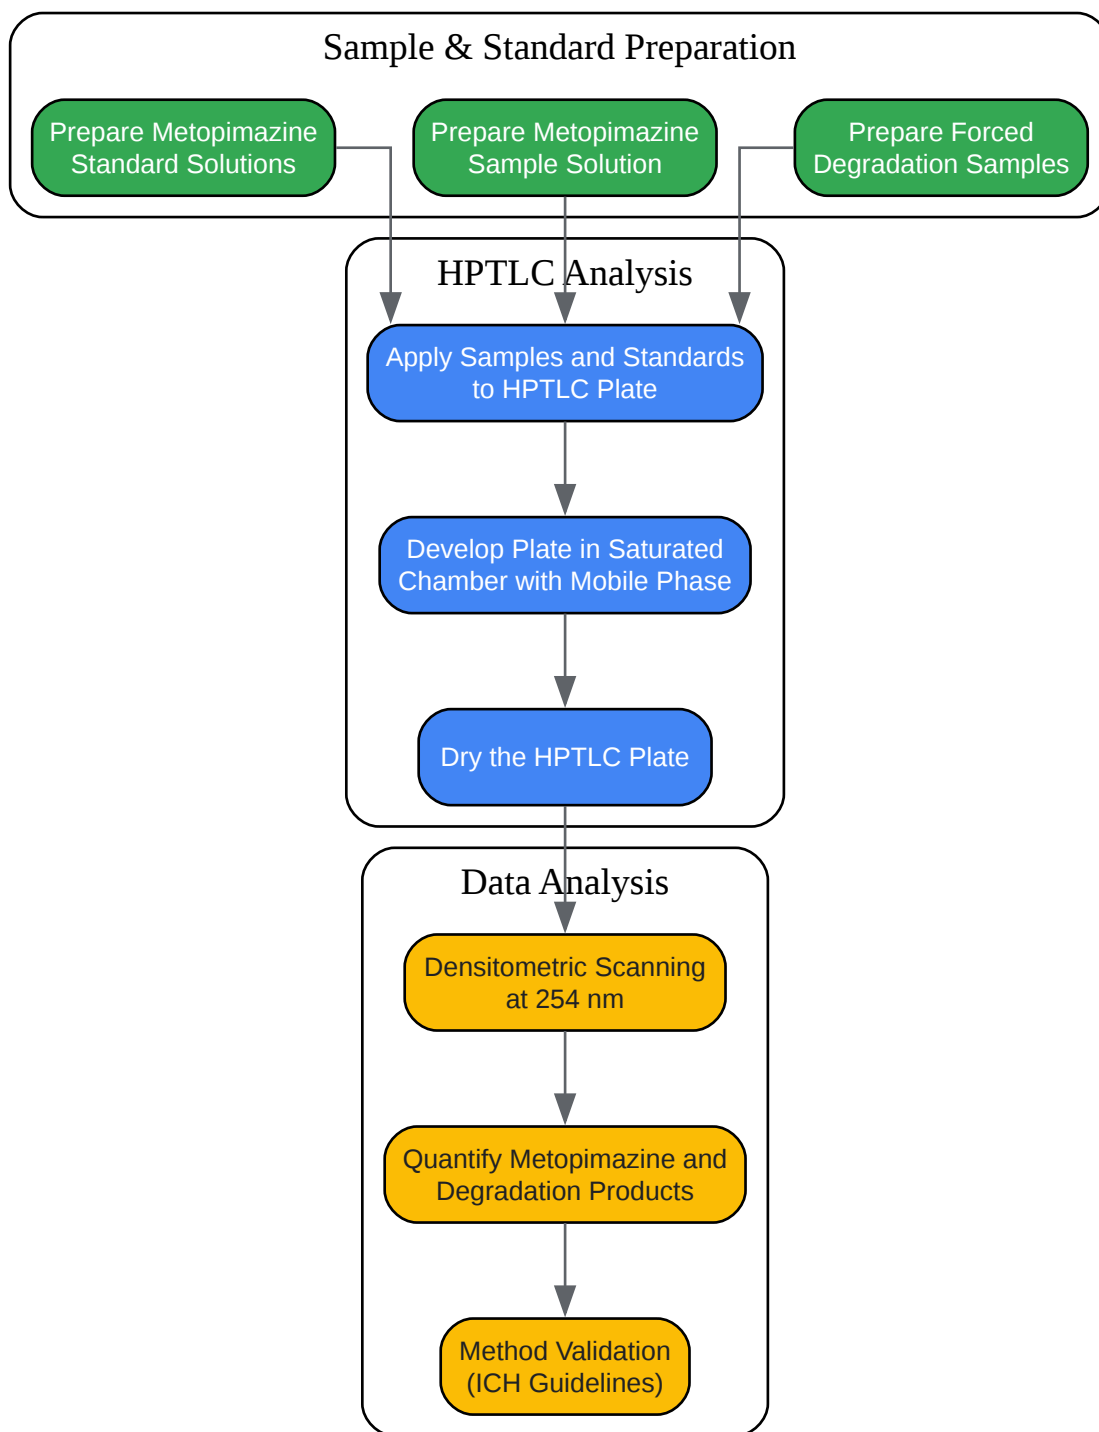 Sample & Standard Preparation
Prepare Metopimazine
Standard Solutions
Prepare Metopimazine
Sample Solution
Prepare Forced
Degradation Samples
HPTLC Analysis
Apply Samples and Standards
to HPTLC Plate
Develop Plate in Saturated
Chamber with Mobile Phase
Dry the HPTLC Plate
Data Analysis
Densitometric Scanning
at 254 nm
Quantify Metopimazine and
Degradation Products
Method Validation
(ICH Guidelines)